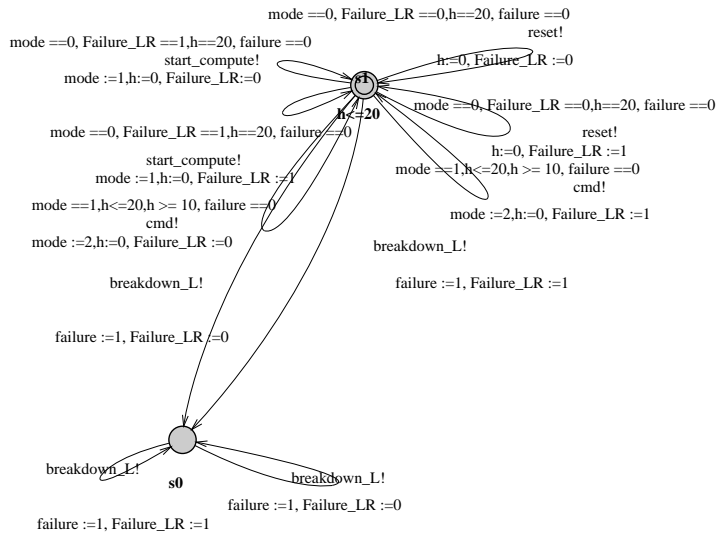 mode ==0, Failure_LR ==0,h==20, failure ==0
reset!
h:=0, Failure_LR :=0
mode ==0, Failure_LR ==1,h==20, failure ==0
start_compute!
mode :=1,h:=0, Failure_LR:=0
s1
h<=20
mode ==0, Failure_LR ==0,h==20, failure ==0
reset!
h:=0, Failure_LR :=1
mode ==0, Failure_LR ==1,h==20, failure ==0
start_compute!
mode :=1,h:=0, Failure_LR :=1
mode ==1,h<=20,h >= 10, failure ==0
cmd!
mode :=2,h:=0, Failure_LR :=1
mode ==1,h<=20,h >= 10, failure ==0
cmd!
mode :=2,h:=0, Failure_LR :=0
breakdown_L!
failure :=1, Failure_LR :=1
breakdown_L!
failure :=1, Failure_LR :=0
breakdown_L!
s0
breakdown_L!
failure :=1, Failure_LR :=0
failure :=1, Failure_LR :=1